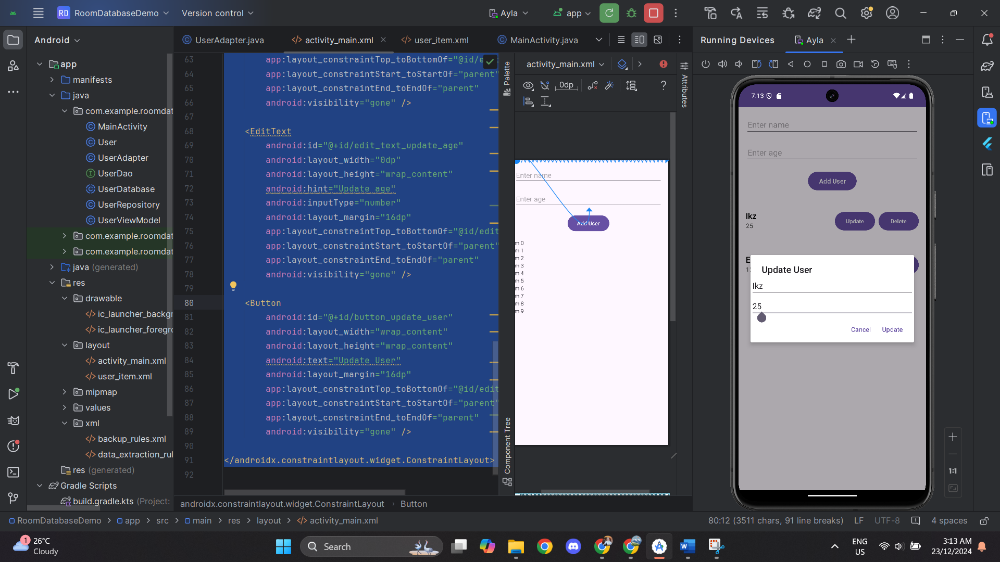 RD RoomDatabaseDemo Version control Ayla app
Android
UserAdapter.java activity_main.xml user_item.xml MainActivity.java
Running Devices Ayla
app
manifests
java
com.example.roomdat
MainActivity
User
UserAdapter
UserDao
UserDatabase
UserRepository
UserViewModel
com.example.roomdat
com.example.roomdat
java (generated)
res
drawable
ic_launcher_backgr
ic_launcher_foregro
layout
activity_main.xml
user_item.xml
mipmap
values
xml
backup_rules.xml
data_extraction_rul
res (generated)
Gradle Scripts
build.gradle.kts (Project:
63 app:layout_constraintTop_toBottomOf="@id/e
64 app:layout_constraintStart_toStartOf="parent"
65 app:layout_constraintEnd_toEndOf="parent"
66 android:visibility="gone" />
67
68 <EditText
69 android:id="@+id/edit_text_update_age"
70 android:layout_width="0dp"
71 android:layout_height="wrap_content"
72 android:hint="Update age"
73 android:inputType="number"
74 android:layout_margin="16dp"
75 app:layout_constraintTop_toBottomOf="@id/edit
76 app:layout_constraintStart_toStartOf="parent"
77 app:layout_constraintEnd_toEndOf="parent"
78 android:visibility="gone" />
79
80 <Button
81 android:id="@+id/button_update_user"
82 android:layout_width="wrap_content"
83 android:layout_height="wrap_content"
84 android:text="Update User"
85 android:layout_margin="16dp"
86 app:layout_constraintTop_toBottomOf="@id/edit
87 app:layout_constraintStart_toStartOf="parent"
88 app:layout_constraintEnd_toEndOf="parent"
89 android:visibility="gone" />
90
91 </androidx.constraintlayout.widget.ConstraintLayout>
92
androidx.constraintlayout.widget.ConstraintLayout › Button
Palette
Component Tree
activity_main.xml
0dp
?
Attributes
Enter name
Enter age
Add User
m 0
m 1
m 2
m 3
m 4
m 5
m 6
m 7
m 8
m 9
7:13
Enter name
Enter age
Add User
Ikz
25
Update Delete
E
1
Update User
Ikz
25
Cancel Update
1:1
RoomDatabaseDemo > app > src > main > res > layout > activity_main.xml
80:12 (3511 chars, 91 line breaks) LF UTF-8 4 spaces
1
26°C
Cloudy
Search
W
ENG
US
3:13 AM
23/12/2024